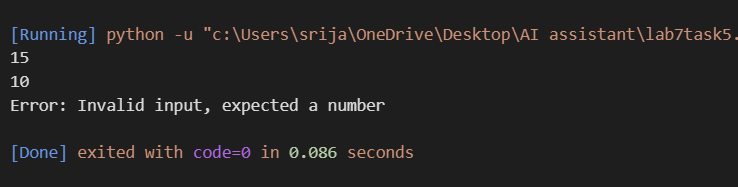 [Running] python -u "c:\Users\srija\OneDrive\Desktop\AI assistant\lab7task5.
15
10
Error: Invalid input, expected a number
[Done] exited with code=0 in 0.086 seconds